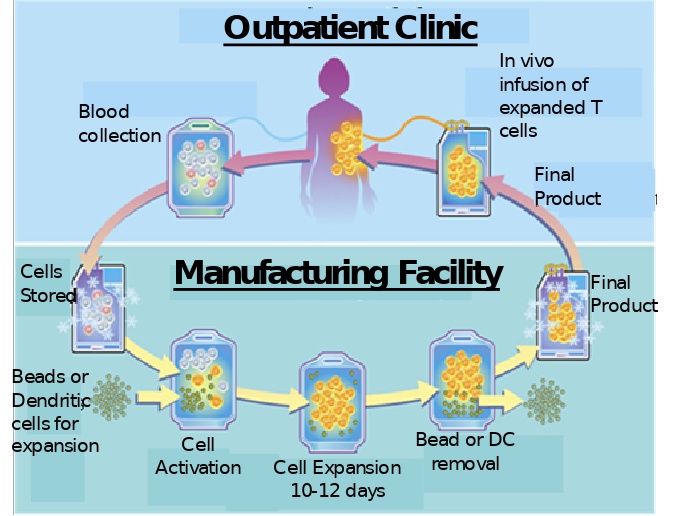 Outpatient Clinic
In vivo
infusion of
expanded T
cells
Blood
collection
Final
Product
Manufacturing Facility
Cells
Stored
Final
Product
Beads or
Dendritic
cells for
expansion
Cell
Activation
Cell Expansion
10-12 days
Bead or DC
removal